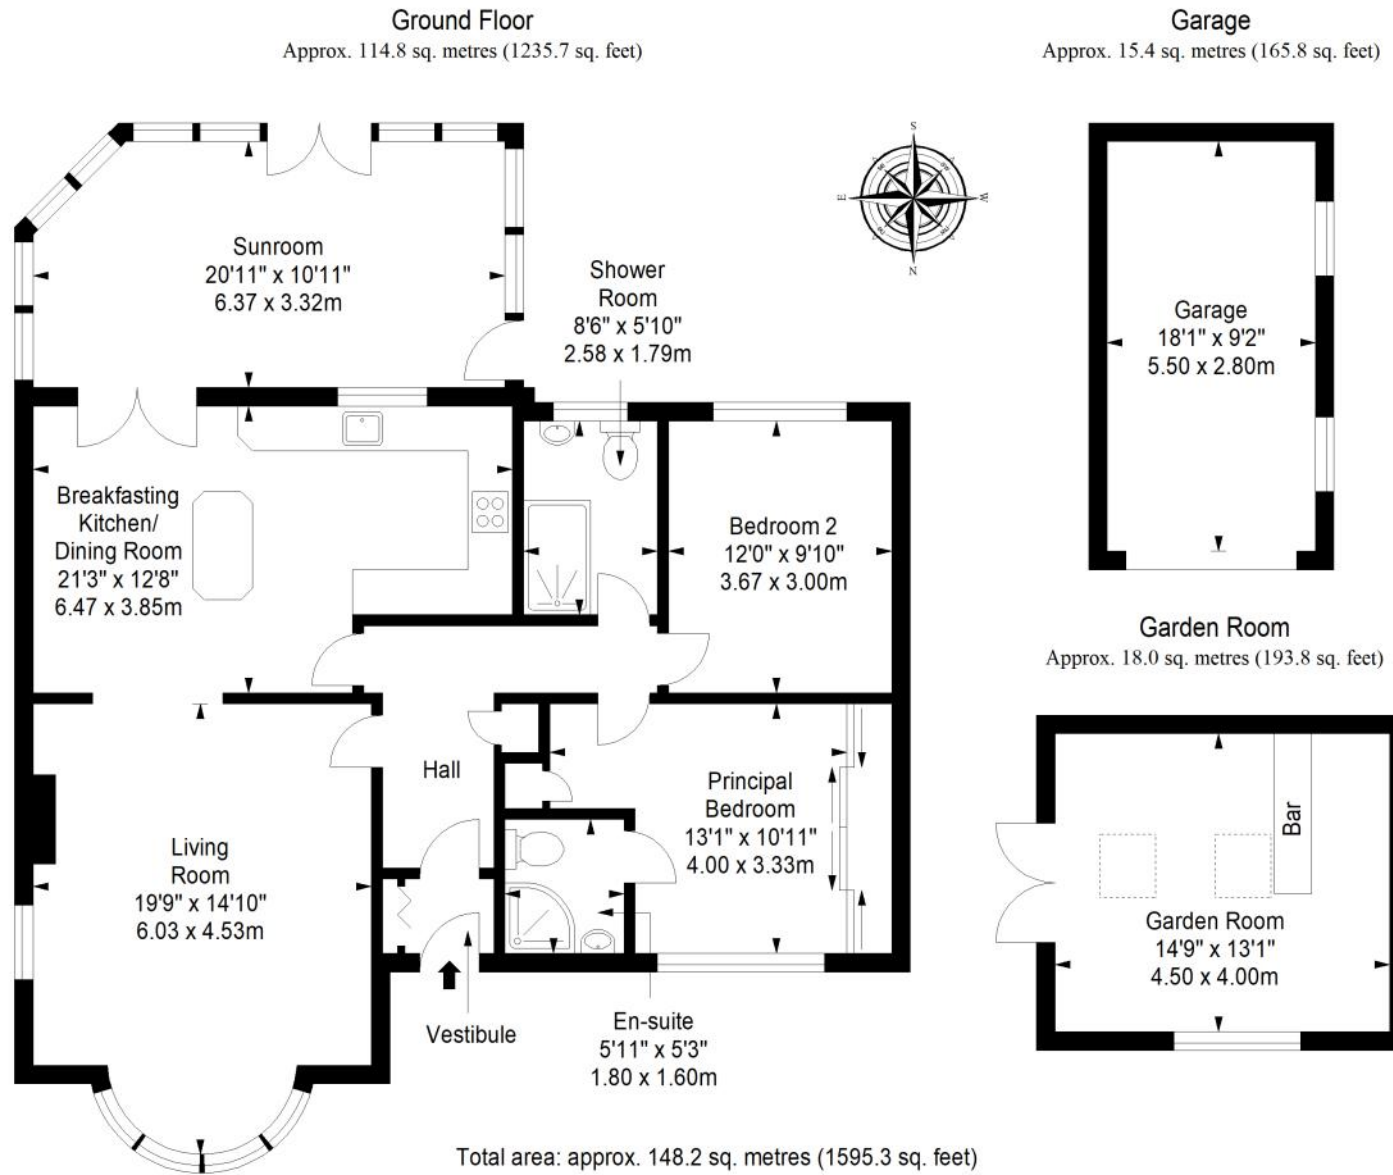 Ground Floor
Approx. 114.8 sq. metres (1235.7 sq. feet)
Garage
Approx. 15.4 sq. metres (165.8 sq. feet)
S
E
W
N
Sunroom
20'11" x 10'11"
6.37 x 3.32m
Shower
Room
8'6" x 5'10"
2.58 x 1.79m
Garage
18'1" x 9'2"
5.50 x 2.80m
Breakfasting
Kitchen/
Dining Room
21'3" x 12'8"
6.47 x 3.85m
Bedroom 2
12'0" x 9'10"
3.67 x 3.00m
Garden Room
Approx. 18.0 sq. metres (193.8 sq. feet)
Hall
Principal
Bedroom
13'1" x 10'11"
4.00 x 3.33m
Living
Room
19'9" x 14'10"
6.03 x 4.53m
Bar
Garden Room
14'9" x 13'1"
4.50 x 4.00m
Vestibule
En-suite
5'11" x 5'3"
1.80 x 1.60m
Total area: approx. 148.2 sq. metres (1595.3 sq. feet)